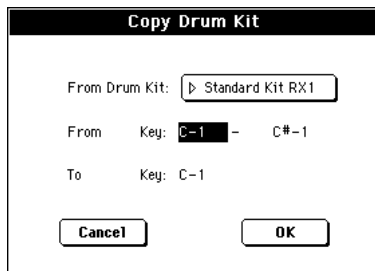 Copy Drum Kit
From Drum Kit: Standard Kit RX1
From Key: C-1 - C#-1
To Key: C-1
Cancel OK